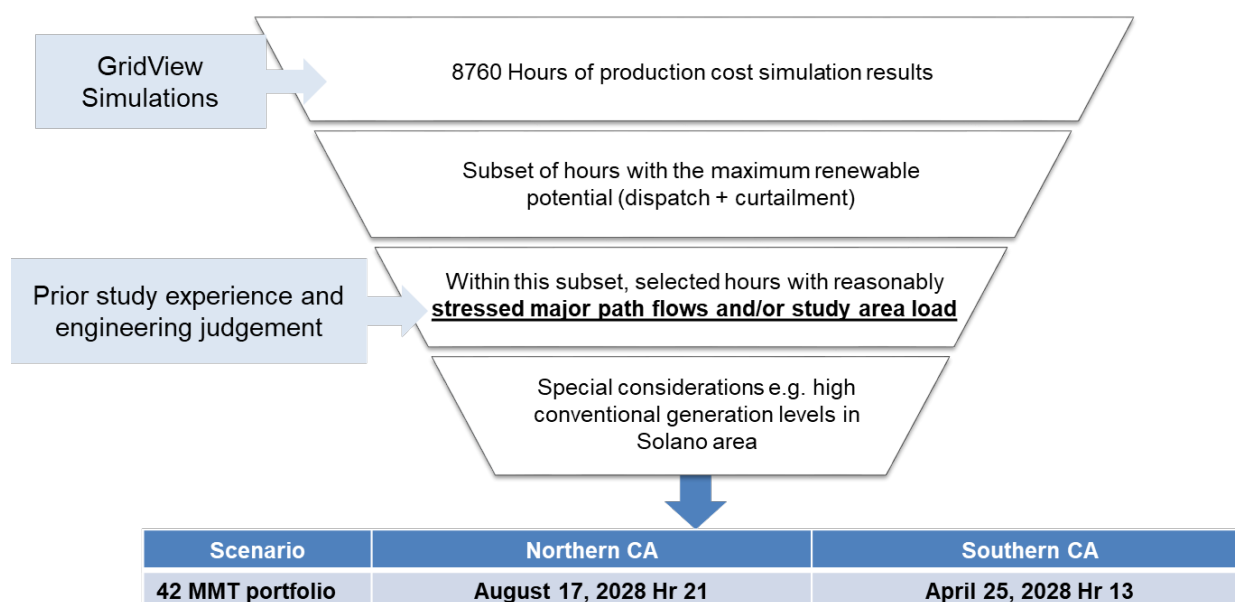 GridView
Simulations
8760 Hours of production cost simulation results
Subset of hours with the maximum renewable
potential (dispatch + curtailment)
Prior study experience and
engineering judgement
Within this subset, selected hours with reasonably
stressed major path flows and/or study area load
Special considerations e.g. high
conventional generation levels in
Solano area
Scenario Northern CA Southern CA
42 MMT portfolio August 17, 2028 Hr 21 April 25, 2028 Hr 13